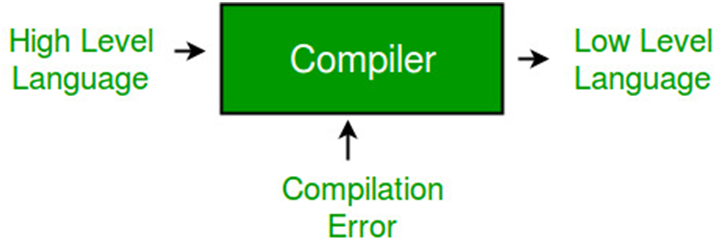 High Level
Language
Compiler
Low Level
Language
Compilation
Error